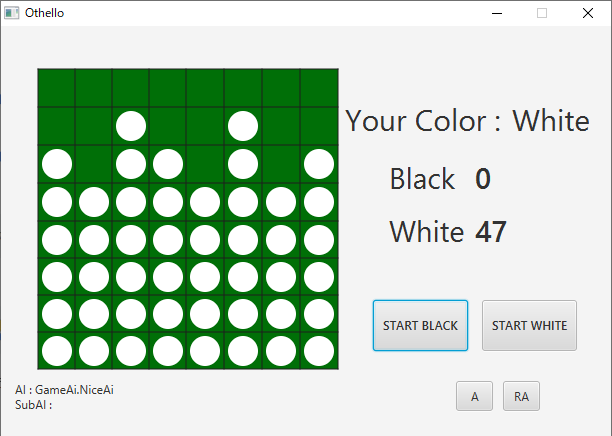 Othello
Your Color : White
Black 0
White 47
START BLACK START WHITE
AI : GameAi.NiceAi
SubAI :
A RA